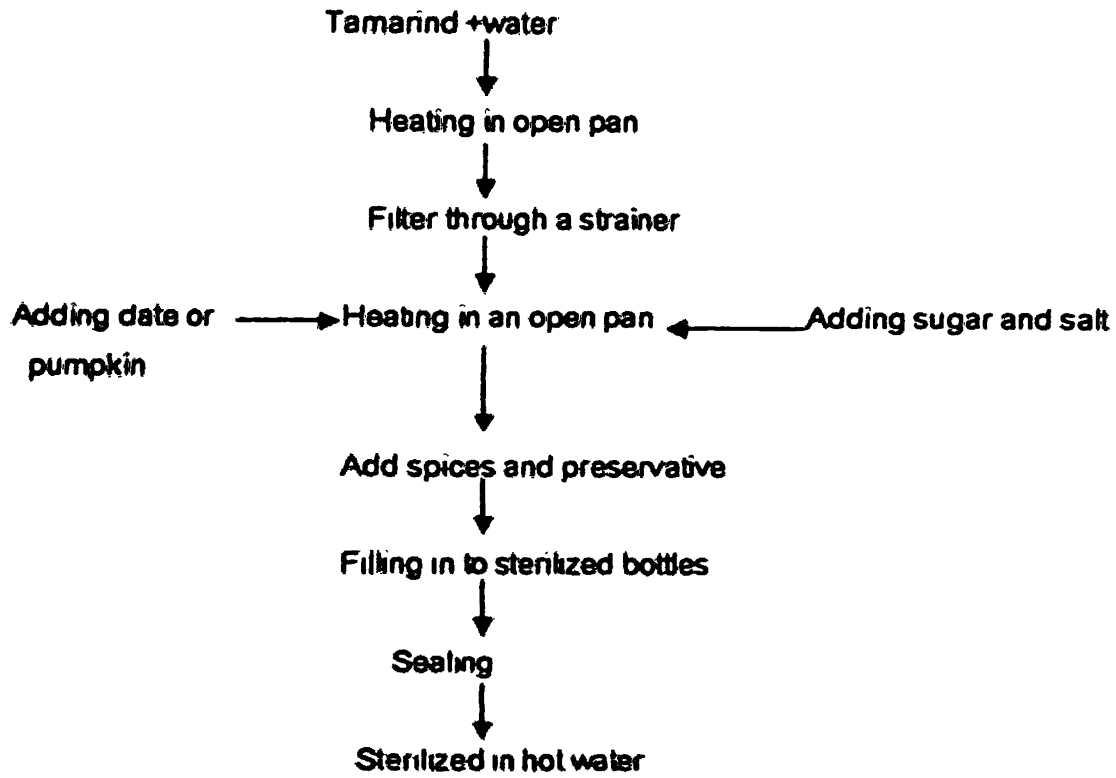 Tamarind +water
Heating in open pan
Filter through a strainer
Adding date or
pumpkin
Heating in an open pan
Adding sugar and salt
Add spices and preservative
Filling in to sterilized bottles
Sealing
Sterilized in hot water